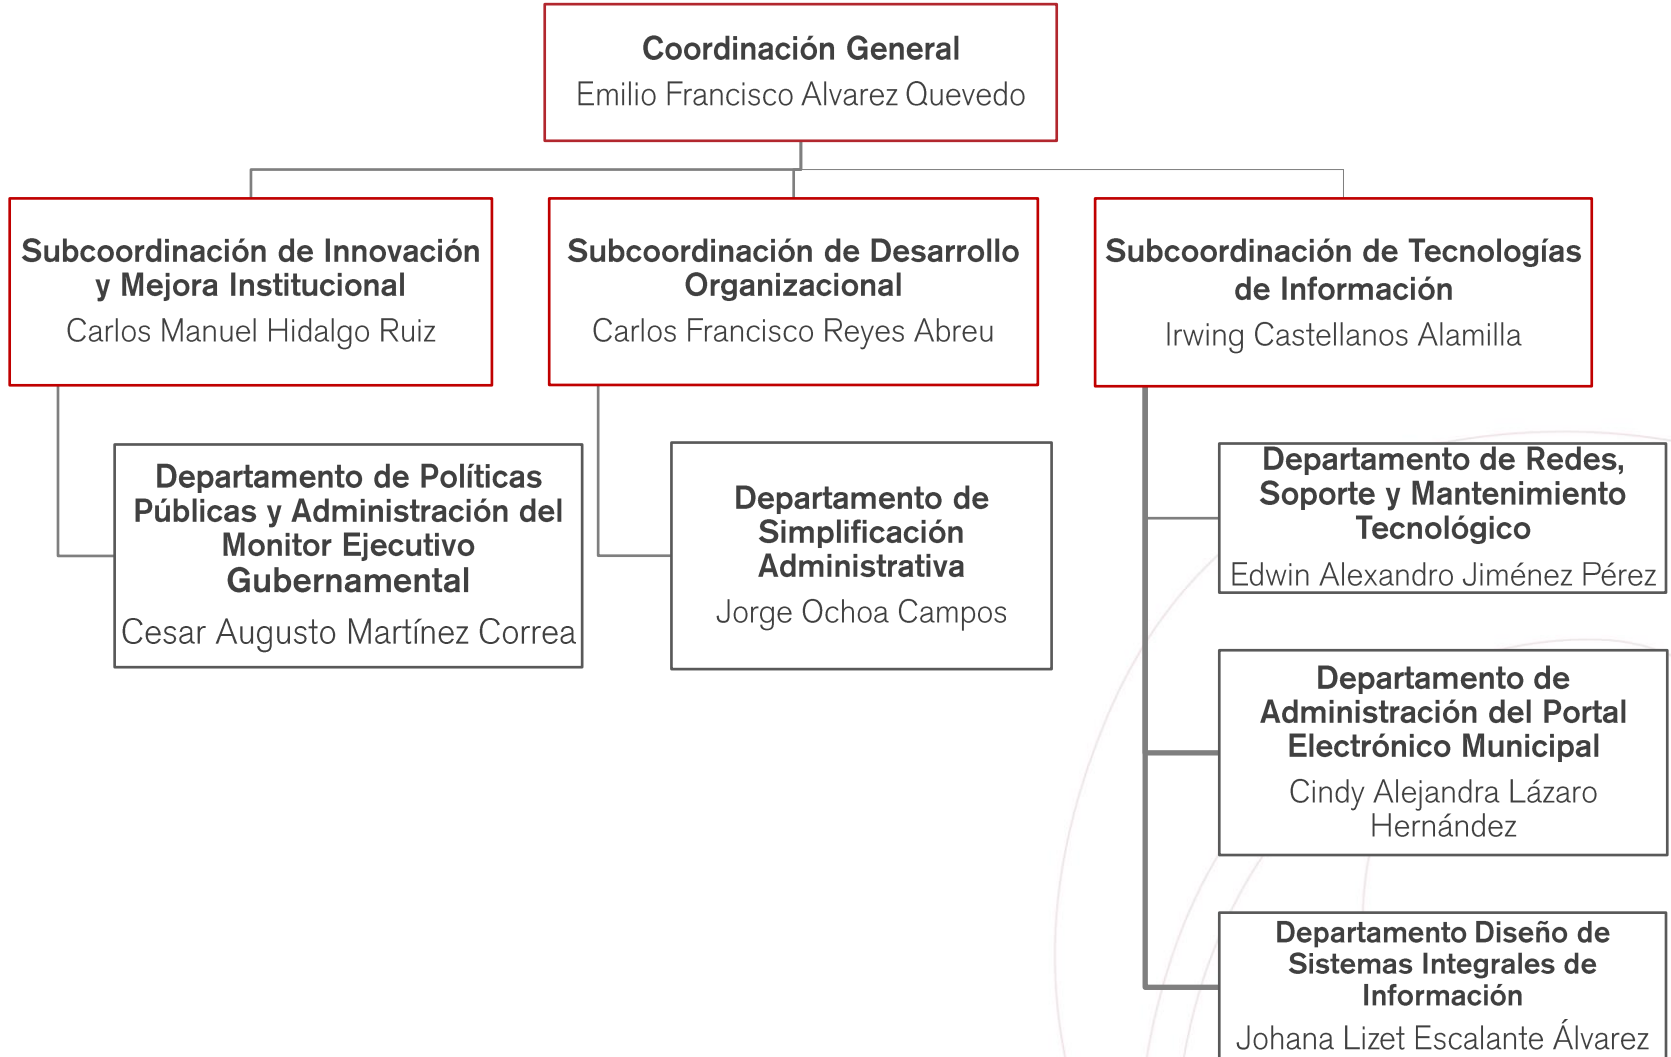 Coordinación General
Emilio Francisco Alvarez Quevedo
Subcoordinación de Innovación
y Mejora Institucional
Carlos Manuel Hidalgo Ruiz
Subcoordinación de Desarrollo
Organizacional
Carlos Francisco Reyes Abreu
Subcoordinación de Tecnologías
de Información
Irwing Castellanos Alamilla
Departamento de Políticas
Públicas y Administración del
Monitor Ejecutivo
Gubernamental
Cesar Augusto Martínez Correa
Departamento de
Simplificación
Administrativa
Jorge Ochoa Campos
Departamento de Redes,
Soporte y Mantenimiento
Tecnológico
Edwin Alexandro Jiménez Pérez
Departamento de
Administración del Portal
Electrónico Municipal
Cindy Alejandra Lázaro
Hernández
Departamento Diseño de
Sistemas Integrales de
Información
Johana Lizet Escalante Álvarez